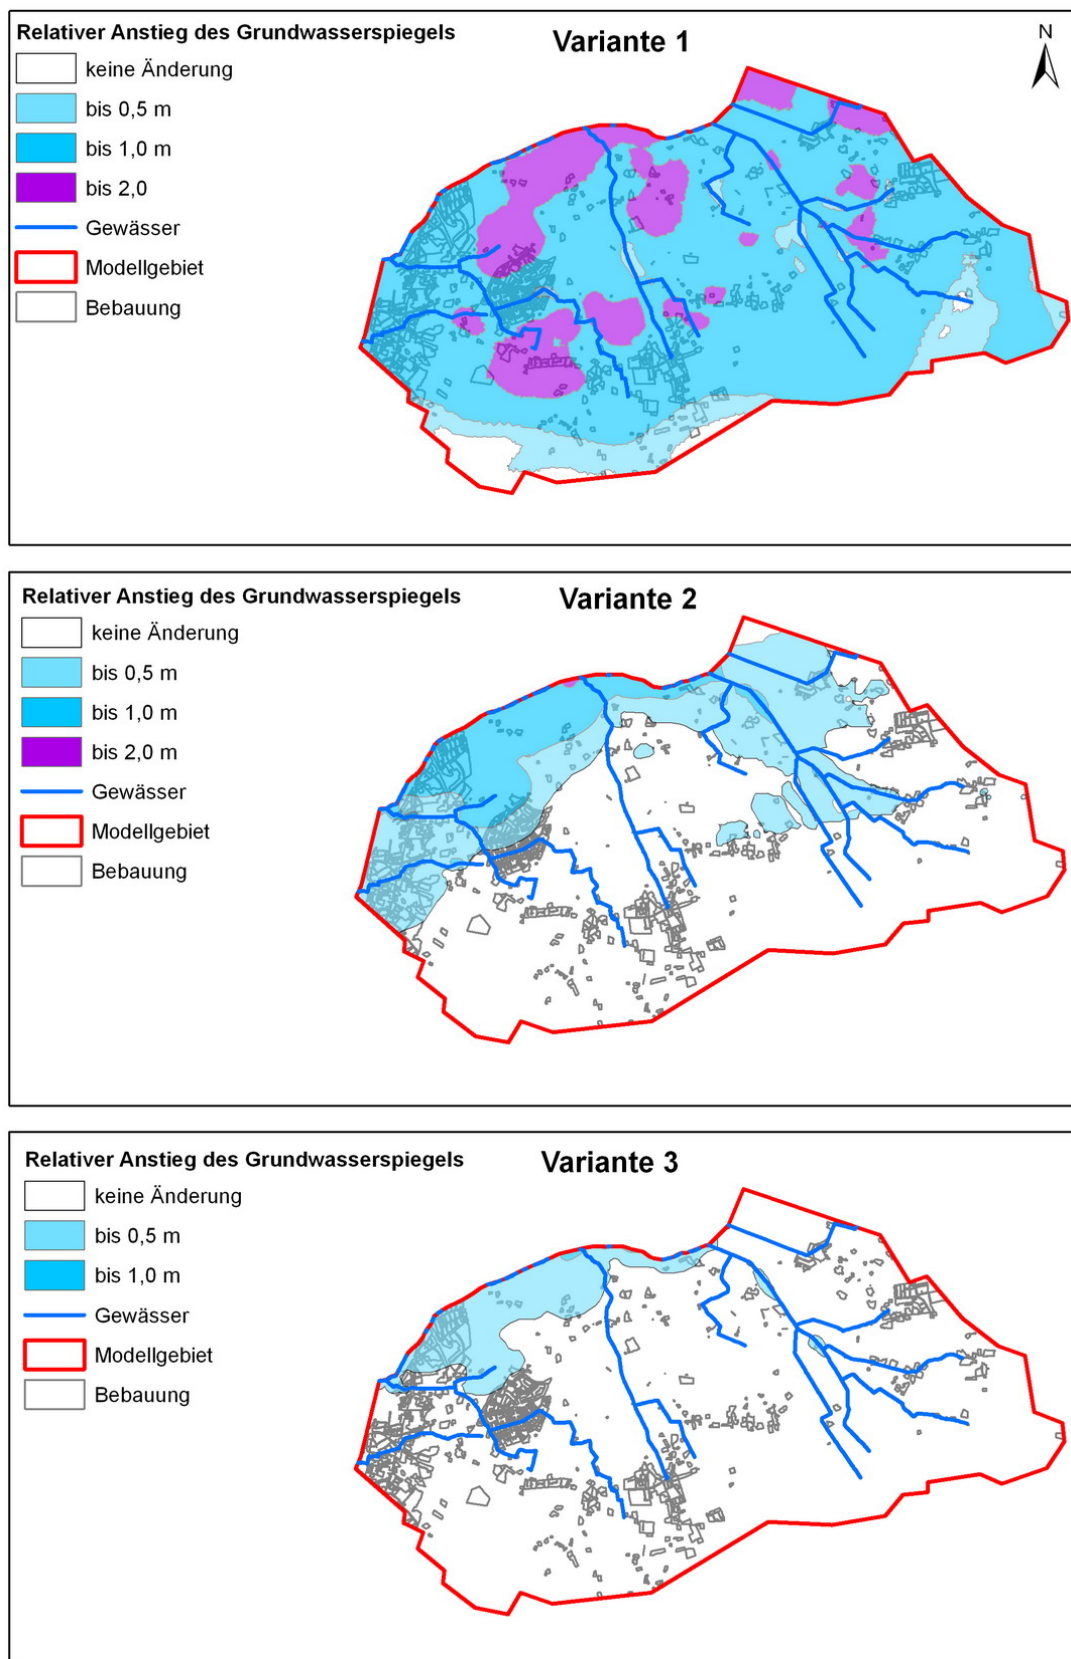 Relativer Anstieg des Grundwasserspiegels
Variante 1
N
keine Änderung
bis 0,5 m
bis 1,0 m
bis 2,0
Gewässer
Modellgebiet
Bebauung
Relativer Anstieg des Grundwasserspiegels
Variante 2
keine Änderung
bis 0,5 m
bis 1,0 m
bis 2,0 m
Gewässer
Modellgebiet
Bebauung
Relativer Anstieg des Grundwasserspiegels
Variante 3
keine Änderung
bis 0,5 m
bis 1,0 m
Gewässer
Modellgebiet
Bebauung